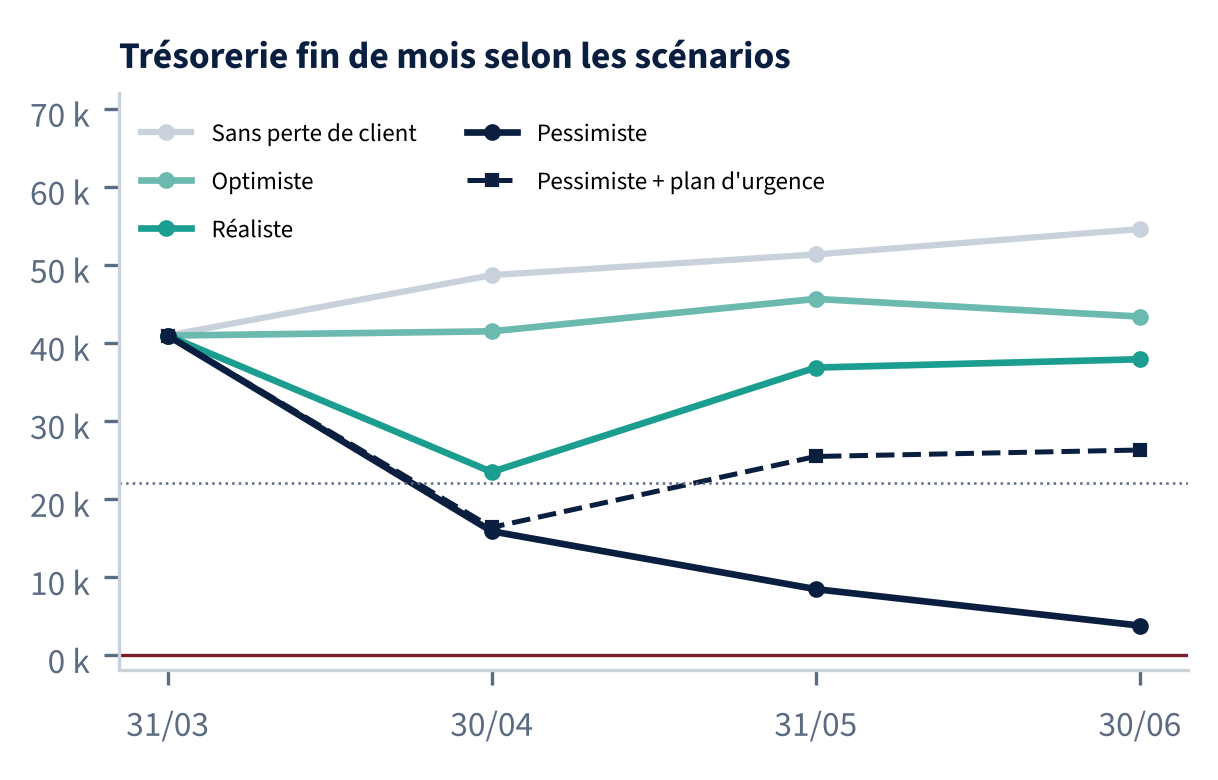 Trésorerie fin de mois selon les scénarios
70 k
60 k
50 k
40 k
30 k
20 k
10 k
0 k
Sans perte de client
Optimiste
Réaliste
Pessimiste
Pessimiste + plan d'urgence
31/03
30/04
31/05
30/06